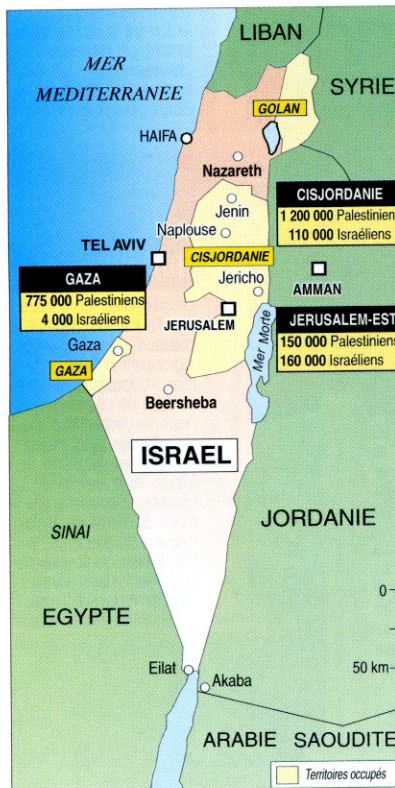 LIBAN
MER
MEDITERRANEE
SYRIE
GOLAN
HAIFA
Nazareth
CISJORDANIE
1 200 000 Palestiniens
110 000 Israéliens
Jenin
Naplouse
TEL AVIV
CISJORDANIE
GAZA
775 000 Palestiniens
4 000 Israéliens
Jericho
AMMAN
JERUSALEM
JERUSALEM-EST
150 000 Palestiniens
160 000 Israéliens
Mer Morte
Gaza
GAZA
Beersheba
ISRAEL
SINAI
JORDANIE
EGYPTE
0
50 km
Eilat
Akaba
ARABIE SAOUDITE
Territoires occupés